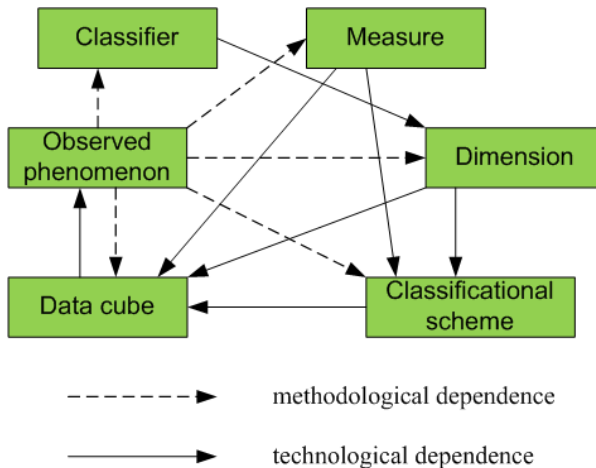 Classifier
Measure
Observed
phenomenon
Dimension
Data cube
Classificational
scheme
methodological dependence
technological dependence